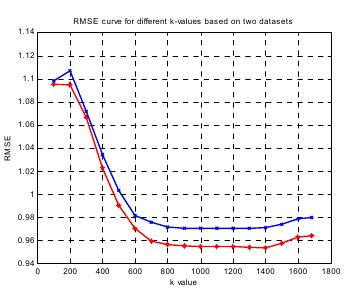 RMSE curve for different k-values based on two datasets
1.14
1.12
1.1
1.08
1.06
1.04
1.02
1
0.98
0.96
0.94
RMSE
0 200 400 600 800 1000 1200 1400 1600 1800
k value